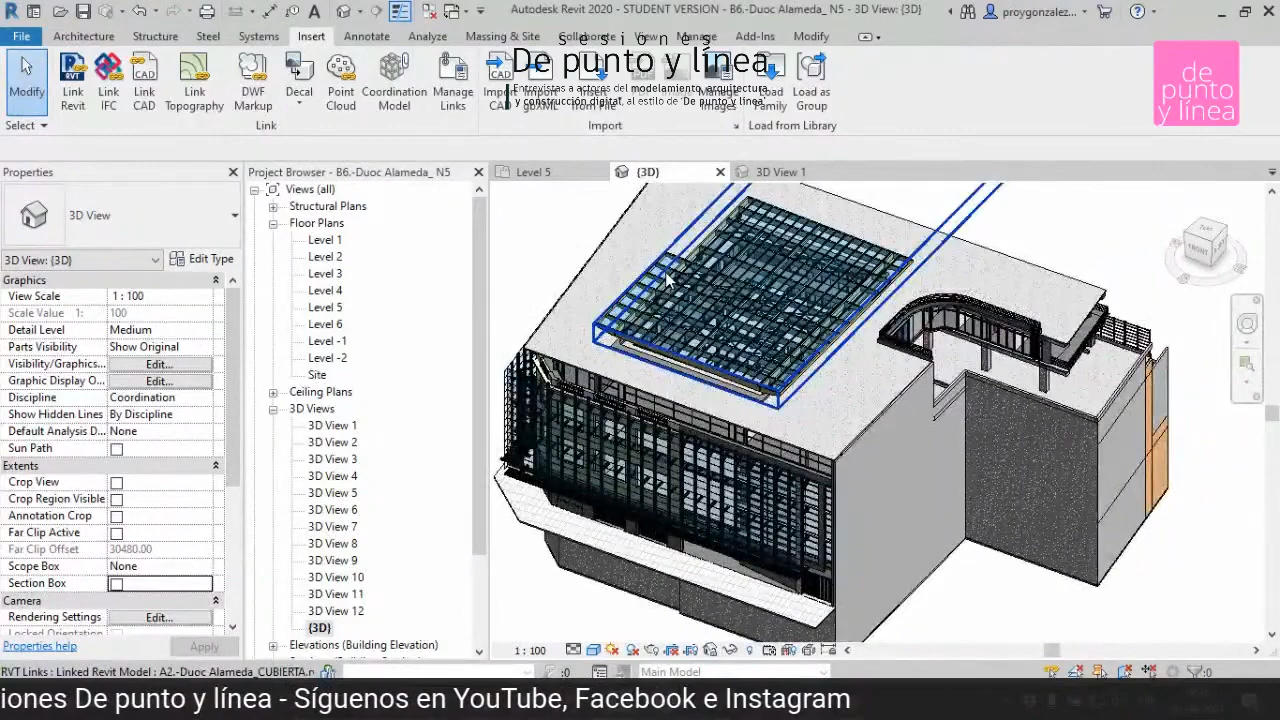 Autodesk Revit 2020 - STUDENT VERSION - B6.-Duoc Alameda_ N5 - 3D View: {3D}
proygonzalez...
File Architecture Structure Steel Systems Insert Annotate Analyze Massing & Site Collaborate View Manage Add-Ins Modify
sesiones
De punto y línea
Entrevistas a actores del modelamiento, arquitectura
y construcción digital, al estilo de 'De punto y línea'
de
punto
y línea
Modify
Link Revit
Link IFC
Link CAD
Link Topography
DWF Markup
Decal
Point Cloud
Coordination Model
Manage Links
Load as Group
Select
Link
Import
Load from Library
Properties
3D View
3D View: {3D}
Edit Type
Graphics
View Scale 1 : 100
Scale Value 1: 100
Detail Level Medium
Parts Visibility Show Original
Visibility/Graphics... Edit...
Graphic Display O... Edit...
Discipline Coordination
Show Hidden Lines By Discipline
Default Analysis D... None
Sun Path
Extents
Crop View
Crop Region Visible
Annotation Crop
Far Clip Active
Far Clip Offset 30480.00
Scope Box None
Section Box
Camera
Rendering Settings Edit...
Locked Orientation
Properties help
Apply
Project Browser - B6.-Duoc Alameda_ N5
Views (all)
Structural Plans
Floor Plans
Level 1
Level 2
Level 3
Level 4
Level 5
Level 6
Level -1
Level -2
Site
Ceiling Plans
3D Views
3D View 1
3D View 2
3D View 3
3D View 4
3D View 5
3D View 6
3D View 7
3D View 8
3D View 9
3D View 10
3D View 11
3D View 12
{3D}
Elevations (Building Elevation)
Level 5
{3D}
3D View 1
FRONT
1 : 100
RVT Links : Linked Revit Model : A2.-Duoc Alameda_CUBIERTA.r
:0
Main Model
:0
iones De punto y línea - Síguenos en YouTube, Facebook e Instagram